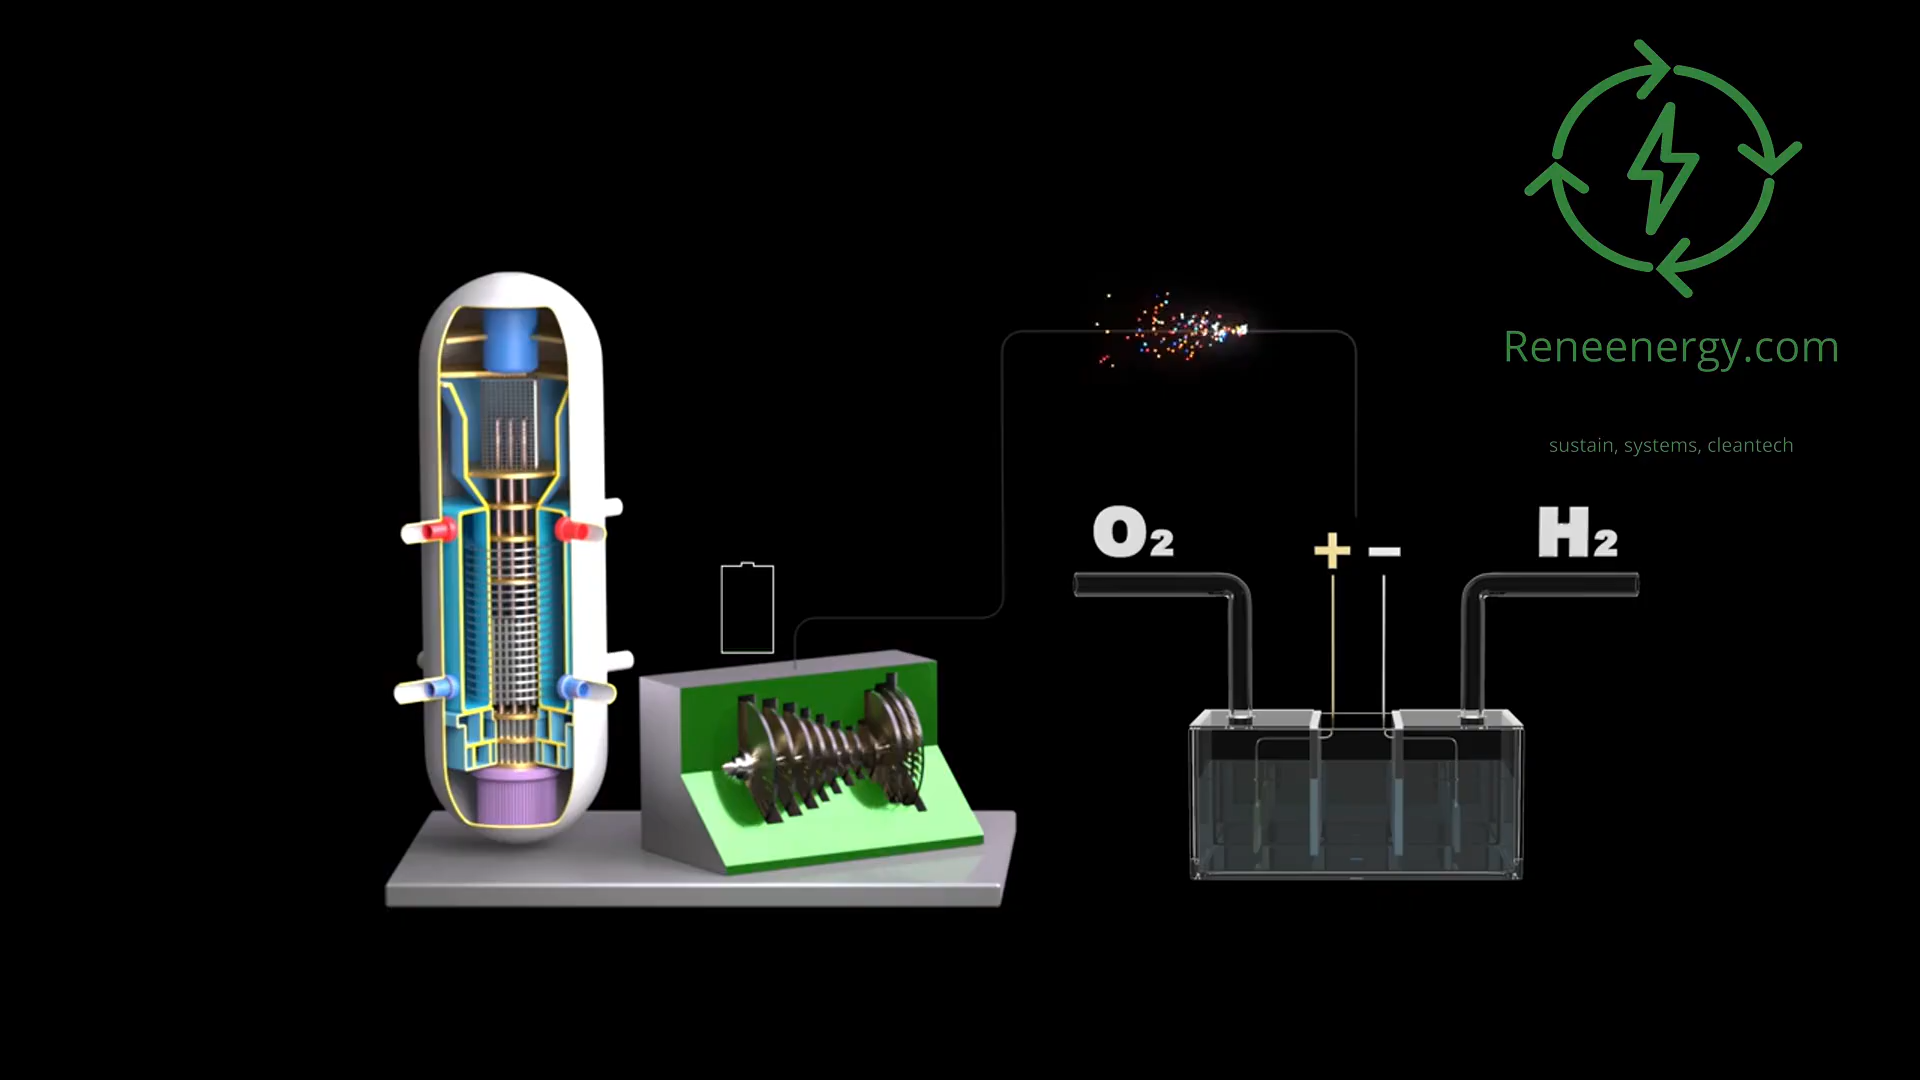 Reneenergy.com
sustain, systems, cleantech
O₂
+ −
H₂